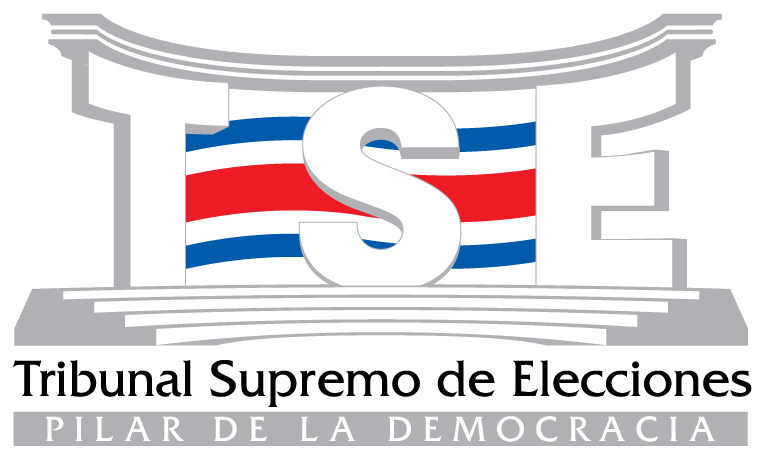 TSE
Tribunal Supremo de Elecciones
PILAR DE LA DEMOCRACIA